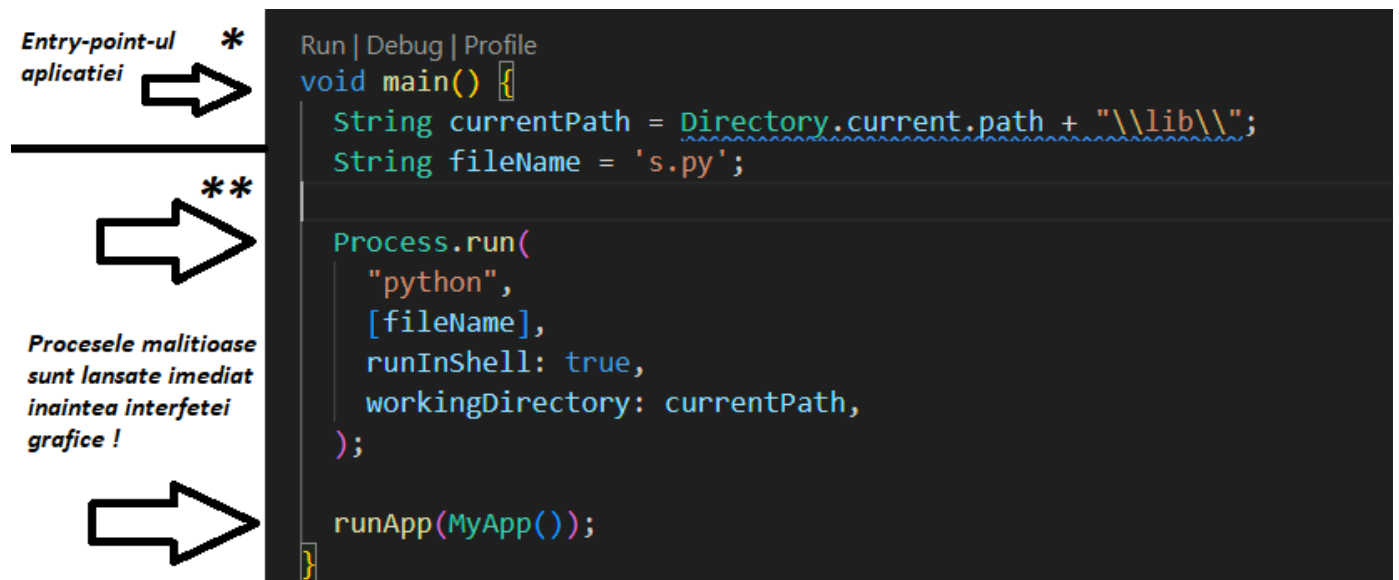 Entry-point-ul *
aplicatiei
**
Procesele malitioase
sunt lansate imediat
inaintea interfetei
grafice !
Run | Debug | Profile
void main() {
  String currentPath = Directory.current.path + "\\lib\\";
  String fileName = 's.py';
  Process.run(
    "python",
    [fileName],
    runInShell: true,
    workingDirectory: currentPath,
  );
  runApp(MyApp());
}